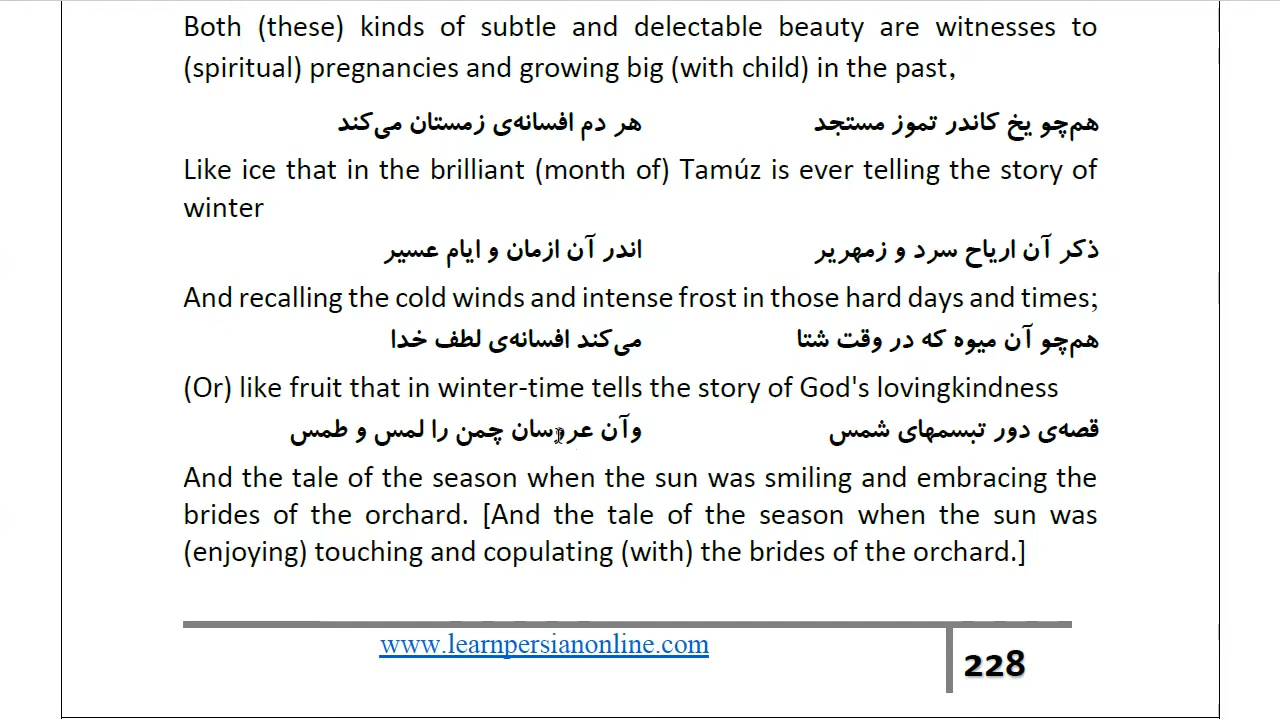 Both (these) kinds of subtle and delectable beauty are witnesses to
(spiritual) pregnancies and growing big (with child) in the past,
هم‌چو یخ کاندر تموز مستجد هر دم افسانه‌ی زمستان می‌کند
Like ice that in the brilliant (month of) Tamúz is ever telling the story of
winter
ذکر آن اریاح سرد و زمهریر اندر آن ازمان و ایام عسیر
And recalling the cold winds and intense frost in those hard days and times;
هم‌چو آن میوه که در وقت شتا می‌کند افسانه‌ی لطف خدا
(Or) like fruit that in winter-time tells the story of God's lovingkindness
قصه‌ی دور تبسمهای شمس وآن عروسان چمن را لمس و طمس
And the tale of the season when the sun was smiling and embracing the
brides of the orchard. [And the tale of the season when the sun was
(enjoying) touching and copulating (with) the brides of the orchard.]
www.learnpersianonline.com
228